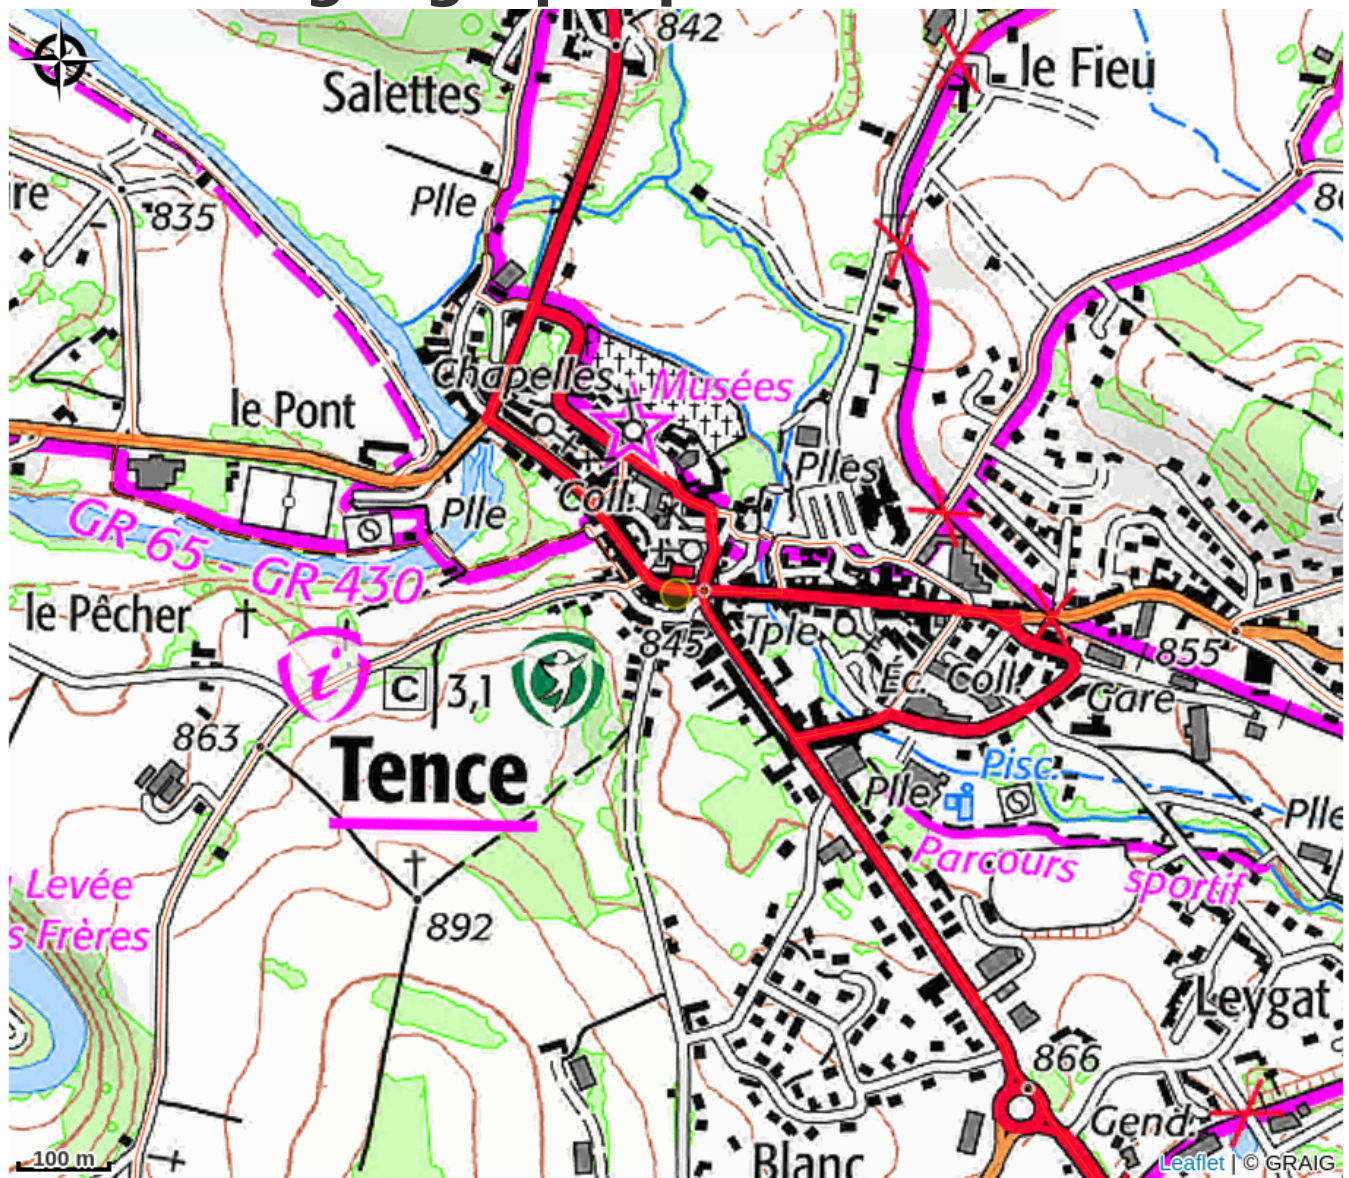 842
Salettes
le Fieu
Plle
835
Chapelles
Musées
le Pont
Plles
Coll.
Plle
GR 65 - GR 430
le Pêcher
845
Tple
855
Éc.
Coll.
Gare
i
C
3,1
863
Tence
Pisc.
Plle
Plle
Parcours
sportif
Levée
s Frères
892
Leygat
866
Gend.
Blanc
100 m
Leaflet | © GRAIG